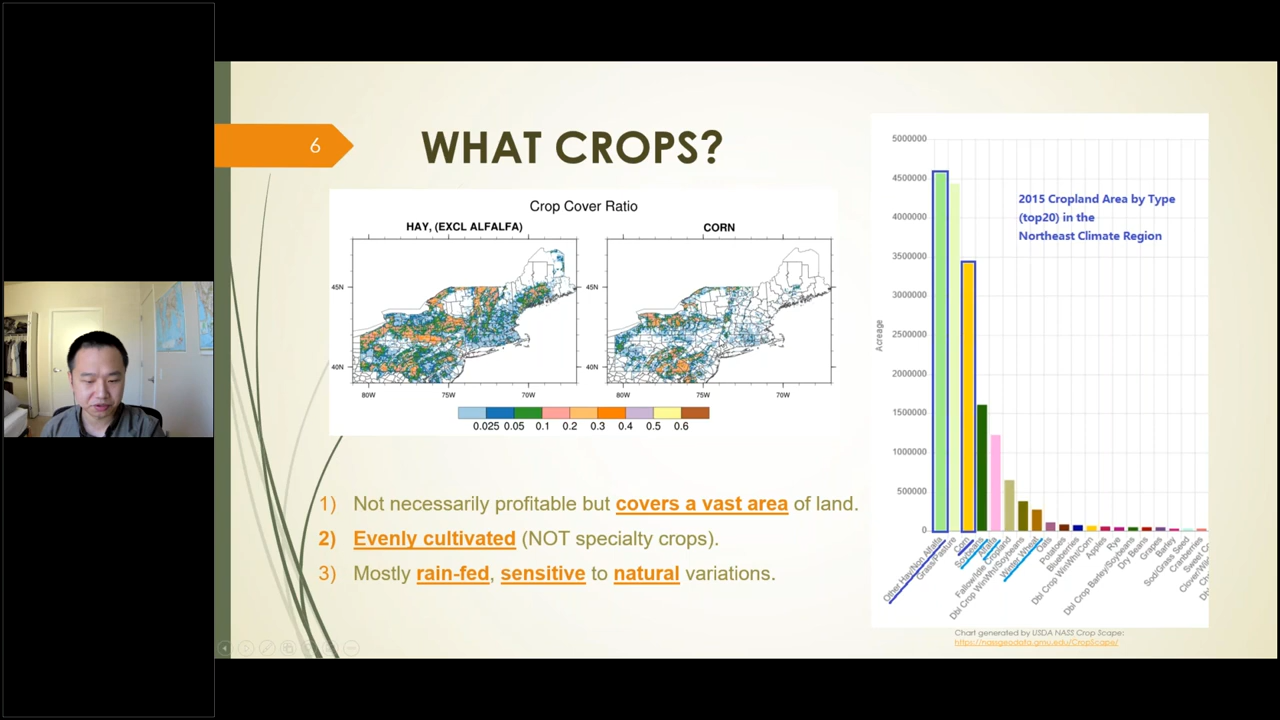 6
WHAT CROPS?
Crop Cover Ratio
HAY, (EXCL ALFALFA)
CORN
45N
40N
80W
75W
70W
45N
40N
80W
75W
70W
0.025 0.05 0.1 0.2 0.3 0.4 0.5 0.6
1) Not necessarily profitable but covers a vast area of land.
2) Evenly cultivated (NOT specialty crops).
3) Mostly rain-fed, sensitive to natural variations.
2015 Cropland Area by Type
(top20) in the
Northeast Climate Region
Acreage
5000000
4500000
4000000
3500000
3000000
2500000
2000000
1500000
1000000
500000
0
Other Hay/Non Alfalfa
Grass/Pasture
Corn
Soybeans
Alfalfa
Fallow/Idle Cropland
Dbl Crop WinWht/Soybeans
Winter Wheat
Oats
Potatoes
Blueberries
Dbl Crop WinWht/Corn
Apples
Rye
Dbl Crop Barley/Soybeans
Dry Beans
Grapes
Barley
Sod/Grass Seed
Cranberries
Sweet C
Clover/Wil
Chart generated by USDA NASS Crop Scape:
https://nassgeodata.gmu.edu/CropScape/